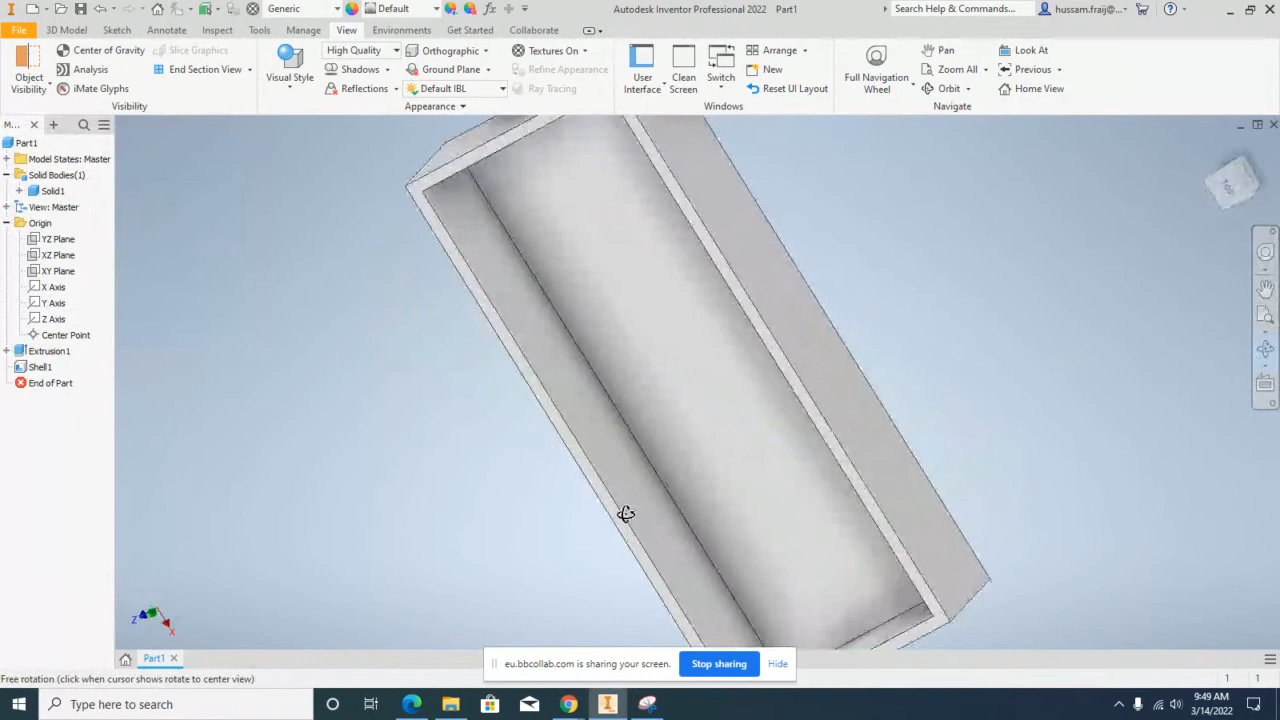 Generic
Default
Autodesk Inventor Professional 2022 Part1
Search Help & Commands...
hussam.fraij@...
File 3D Model Sketch Annotate Inspect Tools Manage View Environments Get Started Collaborate
Object Visibility
Center of Gravity
Analysis
iMate Glyphs
Slice Graphics
End Section View
Visibility
Visual Style
High Quality
Shadows
Reflections
Orthographic
Ground Plane
Default IBL
Textures On
Refine Appearance
Ray Tracing
Appearance
User Interface
Clean Screen
Switch
Arrange
New
Reset UI Layout
Windows
Full Navigation Wheel
Pan
Zoom All
Orbit
Look At
Previous
Home View
Navigate
M...
Part1
Model States: Master
Solid Bodies(1)
Solid1
View: Master
Origin
YZ Plane
XZ Plane
XY Plane
X Axis
Y Axis
Z Axis
Center Point
Extrusion1
Shell1
End of Part
Z
X
eu.bbcollab.com is sharing your screen.
Stop sharing
Hide
Part1
Free rotation (click when cursor shows rotate to center view)
1 1
Type here to search
9:49 AM
3/14/2022